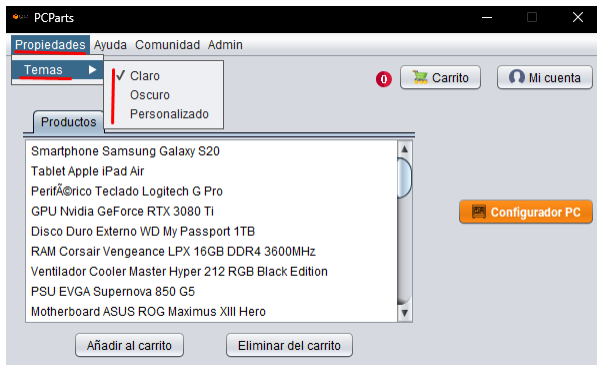 PCParts
Propiedades Ayuda Comunidad Admin
Temas
Claro
Oscuro
Personalizado
0
Carrito
Mi cuenta
Productos
Smartphone Samsung Galaxy S20
Tablet Apple iPad Air
PerifÃ©rico Teclado Logitech G Pro
GPU Nvidia GeForce RTX 3080 Ti
Disco Duro Externo WD My Passport 1TB
RAM Corsair Vengeance LPX 16GB DDR4 3600MHz
Ventilador Cooler Master Hyper 212 RGB Black Edition
PSU EVGA Supernova 850 G5
Motherboard ASUS ROG Maximus XIII Hero
Configurador PC
Añadir al carrito
Eliminar del carrito